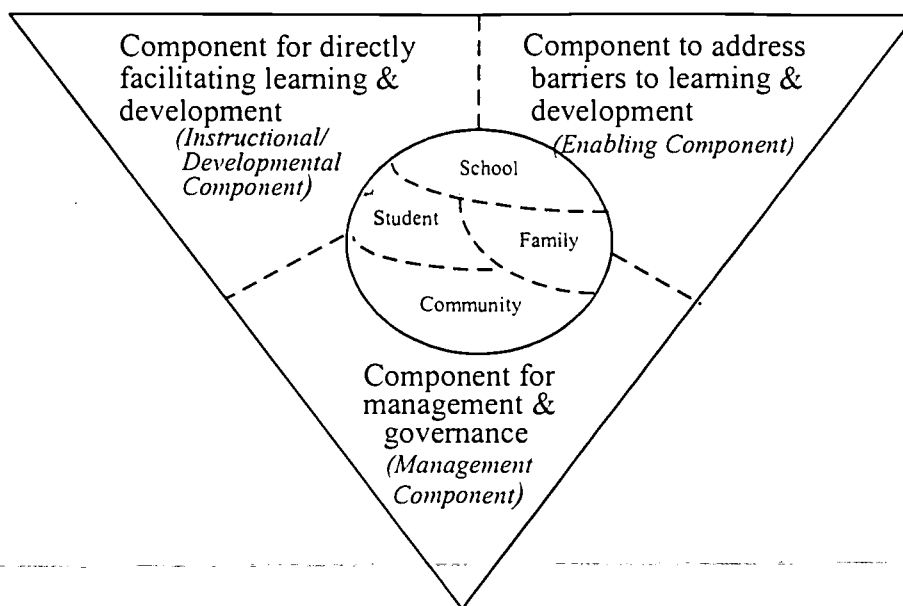 Component for directly
facilitating learning &
development
(Instructional/
Developmental
Component)
Component to address
barriers to learning &
development
(Enabling Component)
School
Student
Family
Community
Component for
management &
governance
(Management
Component)